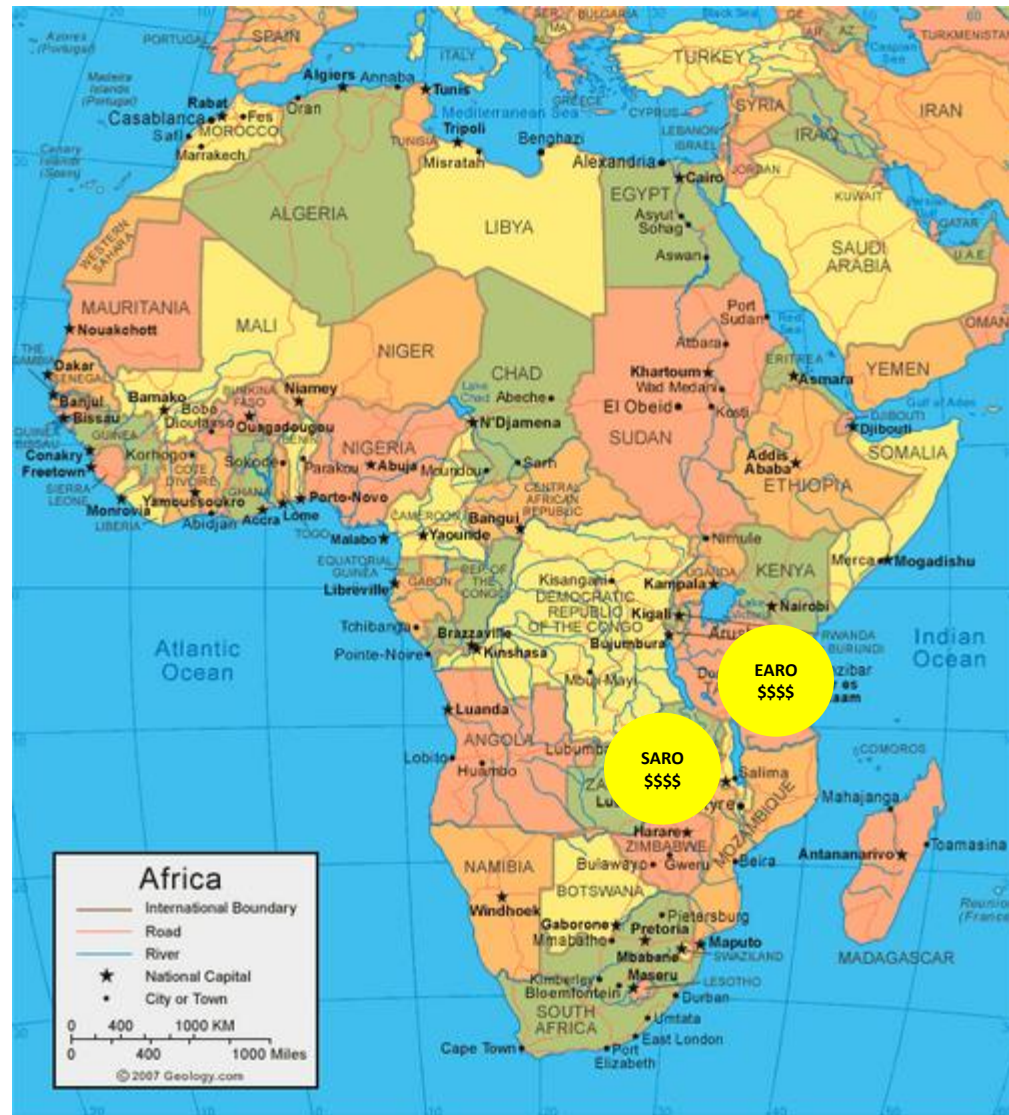 Azores
(Portugal)
PORTUGAL
SPAIN
ITALY
BULGARIA
Black Sea
GREECE
TURKEY
Caspian
Sea
TURKMENISTAN
AR
AZ
Madeira
Islands
(Portugal)
Algiers
Annaba
Tunis
Oran
Mediterranean Sea
CYPRUS
SYRIA
LEBANON
ISRAEL
IRAQ
IRAN
Rabat
Casablanca
Fes
Safi
MOROCCO
Marrakech
TUNISIA
Tripoli
Misratah
Benghazi
Alexandria
Cairo
JORDAN
KUWAIT
Persian
Gulf
QATAR
U.A.E.
Canary
Islands
(Spain)
ALGERIA
LIBYA
EGYPT
Asyut
Sohag
Aswan
SAUDI
ARABIA
OMAN
WESTERN
SAHARA
MAURITANIA
Nouakchott
MALI
NIGER
CHAD
Abeche
Lake
Chad
Port
Sudan
Red
Sea
Atbara
ERITREA
Asmara
YEMEN
Gulf of Aden
Khartoum
Wad Medani
El Obeid
Kosti
SUDAN
DJIBOUTI
Djibouti
THE
GAMBIA
Dakar
SENEGAL
Banjul
Bissau
GUINEA
BISSAU
GUINEA
Bamako
Bobo
Dioulasso
BURKINA
FASO
Ouagadougou
Niamey
BENIN
NIGERIA
Abuja
N'Djamena
Moundou
Sarh
Addis
Ababa
ETHIOPIA
SOMALIA
Conakry
Freetown
SIERRA
LEONE
Monrovia
LIBERIA
Korhogo
COTE
DIVOIRE
Yamoussoukro
Abidjan
GHANA
Accra
Sokode
Parakou
Lome
TOGO
Porto-Novo
CAMEROON
Yaounde
Malabo
EQUATORIAL
GUINEA
CENTRAL
AFRICAN
REPUBLIC
Bangui
Nimule
Merca
Mogadishu
Libreville
GABON
REP OF
THE
CONGO
Kisangani
DEMOCRATIC
REPUBLIC
OF THE CONGO
UGANDA
Kampala
KENYA
Nairobi
Kigali
Bujumbura
RWANDA
BURUNDI
Tchibanga
Brazzaville
Pointe-Noire
Kinshasa
Mbuji-Mayi
Atlantic
Ocean
Indian
Ocean
EARO
$$$$
SARO
$$$$
Luanda
ANGOLA
Lobito
Huambo
Salima
COMOROS
Mahajanga
MOZAMBIQUE
Harare
ZIMBABWE
Bulawayo
Gweru
Beira
Antananarivo
Toamasina
MADAGASCAR
Reunion
(France)
NAMIBIA
Windhoek
BOTSWANA
Gaborone
Mmabatho
Pietersburg
Pretoria
Maputo
Mbabane
SWAZILAND
Kimberley
Maseru
LESOTHO
Bloemfontein
Durban
SOUTH
AFRICA
Umtata
East London
Cape Town
Port
Elizabeth
Africa
International Boundary
Road
River
National Capital
City or Town
0 400 1000 KM
0 400 1000 Miles
© 2007 Geology.com